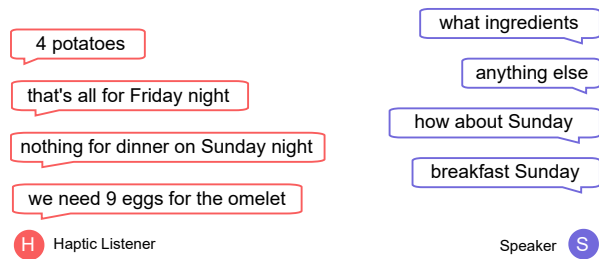 what ingredients
4 potatoes
anything else
that's all for Friday night
how about Sunday
nothing for dinner on Sunday night
breakfast Sunday
we need 9 eggs for the omelet
H Haptic Listener
Speaker S